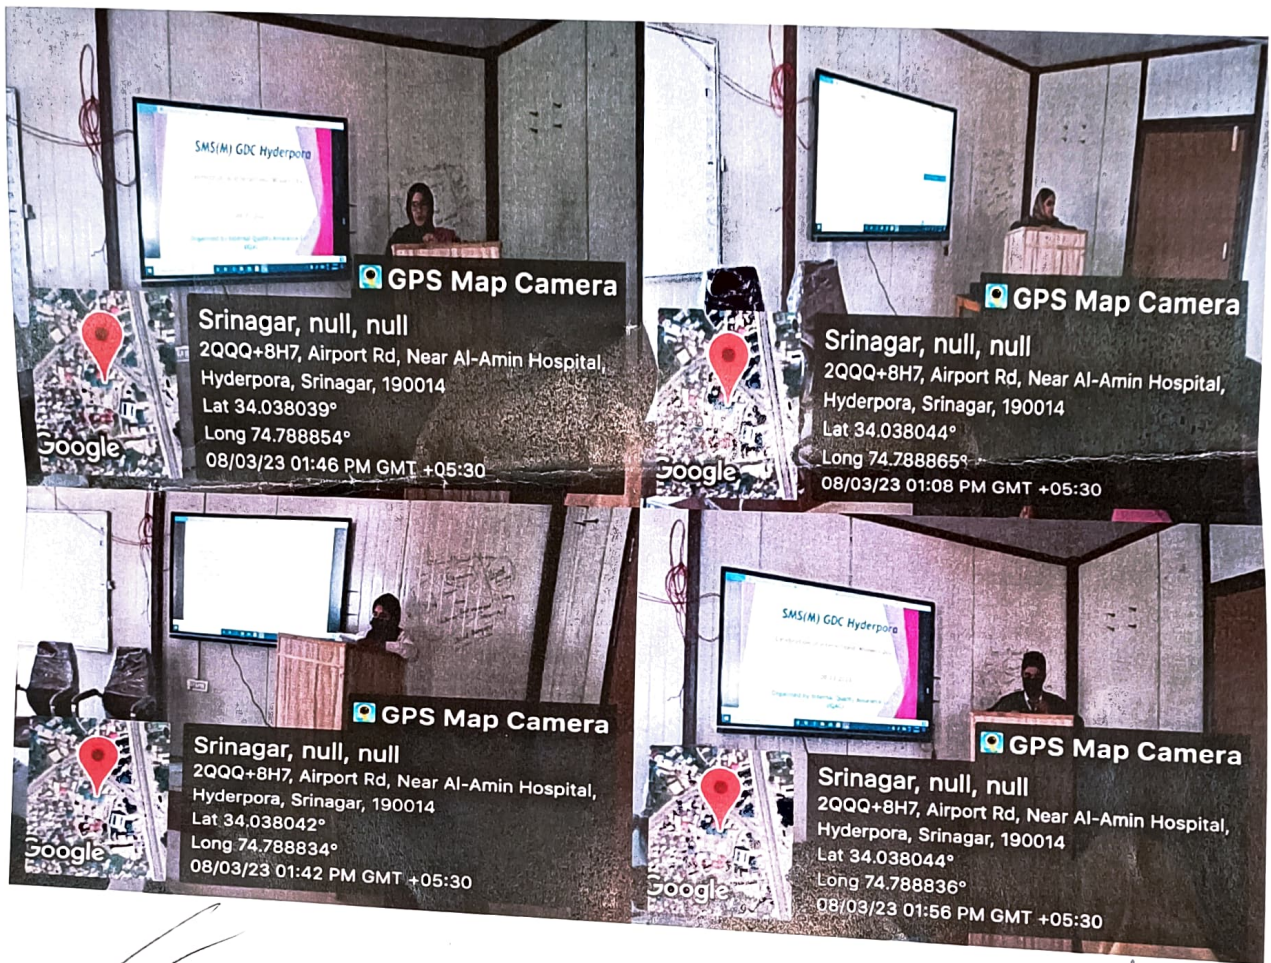 SMS(M) GDC Hyderpora
GPS Map Camera
Srinagar, null, null
2QQQ+8H7, Airport Rd, Near Al-Amin Hospital,
Hyderpora, Srinagar, 190014
Lat 34.038039°
Long 74.788854°
08/03/23 01:46 PM GMT +05:30
Google
GPS Map Camera
Srinagar, null, null
2QQQ+8H7, Airport Rd, Near Al-Amin Hospital,
Hyderpora, Srinagar, 190014
Lat 34.038044°
Long 74.788865°
08/03/23 01:08 PM GMT +05:30
Google
GPS Map Camera
Srinagar, null, null
2QQQ+8H7, Airport Rd, Near Al-Amin Hospital,
Hyderpora, Srinagar, 190014
Lat 34.038042°
Long 74.788834°
08/03/23 01:42 PM GMT +05:30
Google
SMS(M) GDC Hyderpora
Organised by Internal Quality Assurance
GPS Map Camera
Srinagar, null, null
2QQQ+8H7, Airport Rd, Near Al-Amin Hospital,
Hyderpora, Srinagar, 190014
Lat 34.038044°
Long 74.788836°
08/03/23 01:56 PM GMT +05:30
Google